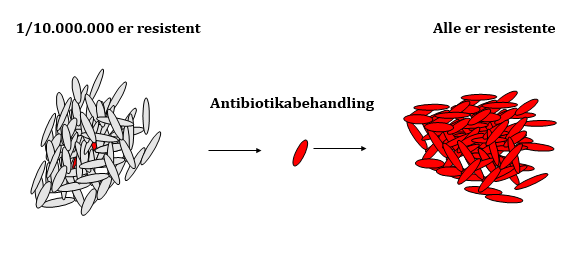 1/10.000.000 er resistent
Alle er resistente
Antibiotikabehandling